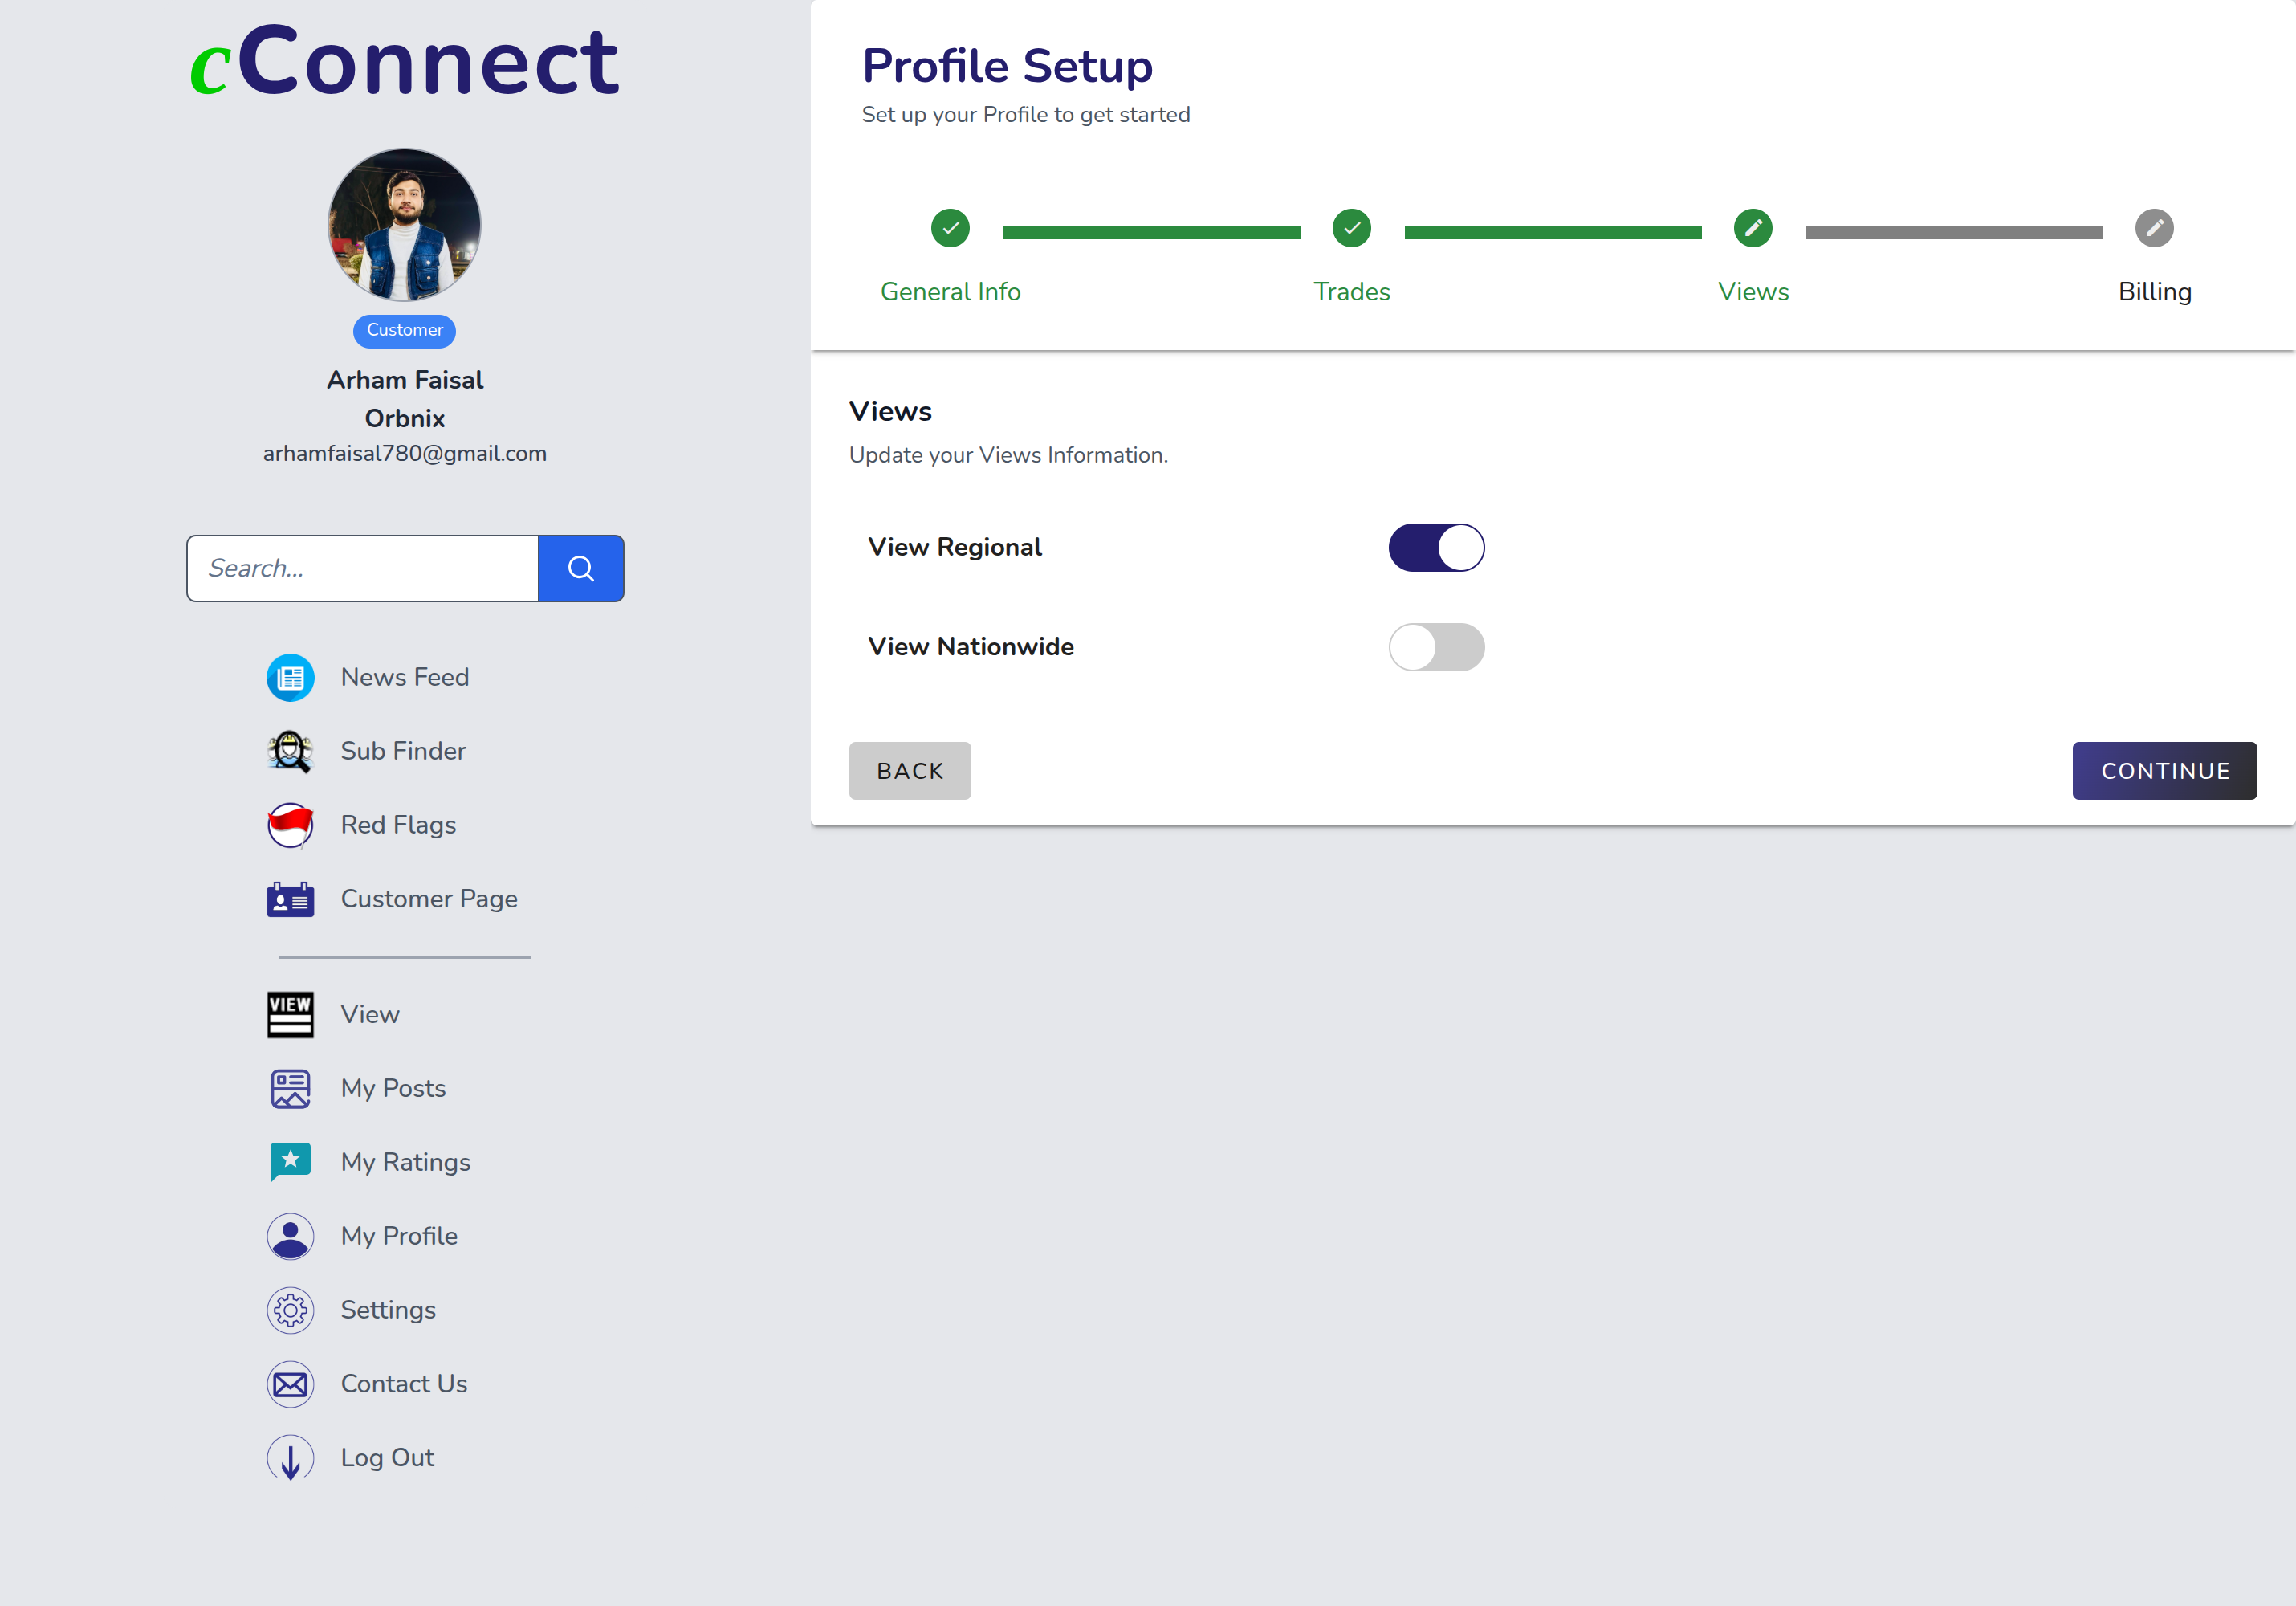 cConnect
Customer
Arham Faisal
Orbnix
arhamfaisal780@gmail.com
Search...
News Feed
Sub Finder
Red Flags
Customer Page
VIEW
View
My Posts
My Ratings
My Profile
Settings
Contact Us
Log Out
Profile Setup
Set up your Profile to get started
General Info
Trades
Views
Billing
Views
Update your Views Information.
View Regional
View Nationwide
BACK
CONTINUE